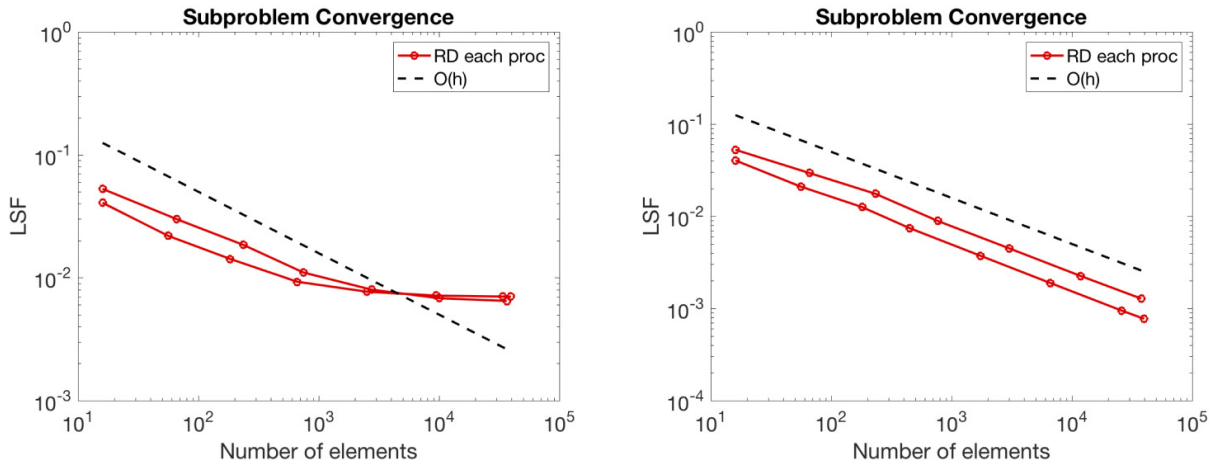 Subproblem Convergence
10^0
10^-1
10^-2
10^-3
LSF
RD each proc
O(h)
10^1 10^2 10^3 10^4 10^5
Number of elements
Subproblem Convergence
10^0
10^-1
10^-2
10^-3
10^-4
LSF
RD each proc
O(h)
10^1 10^2 10^3 10^4 10^5
Number of elements